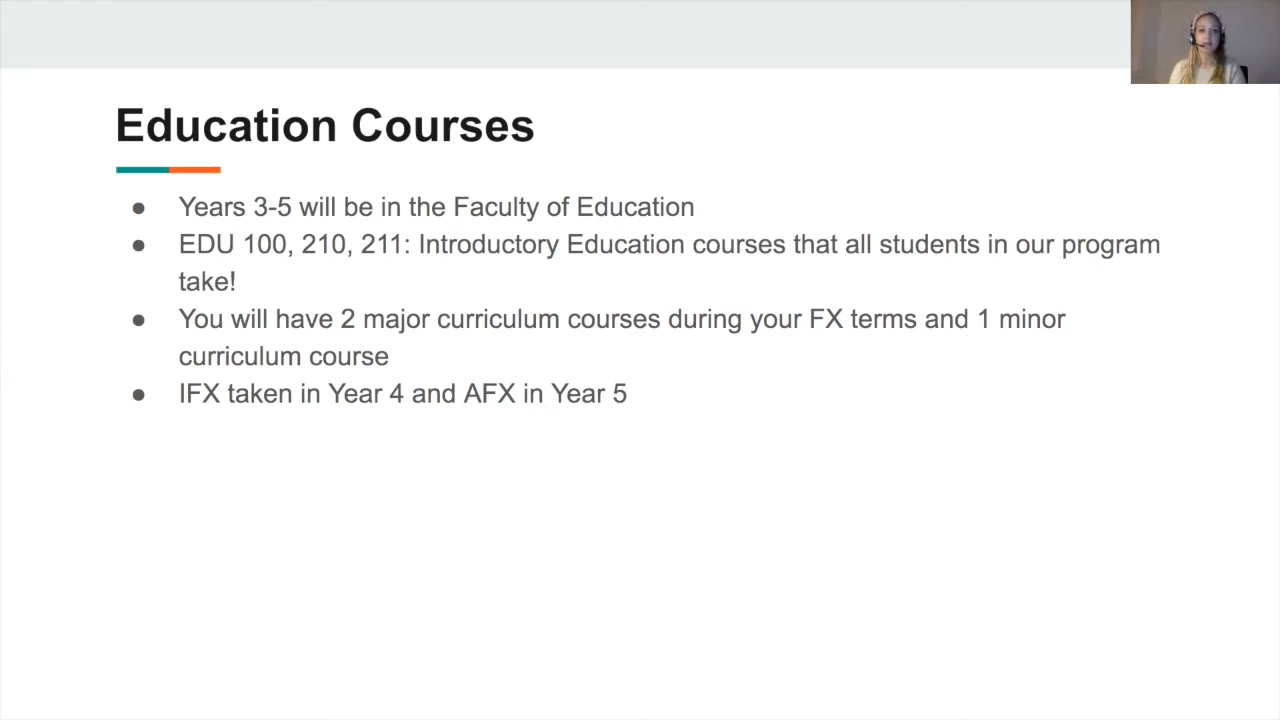 Education Courses
● Years 3-5 will be in the Faculty of Education
● EDU 100, 210, 211: Introductory Education courses that all students in our program
take!
● You will have 2 major curriculum courses during your FX terms and 1 minor
curriculum course
● IFX taken in Year 4 and AFX in Year 5